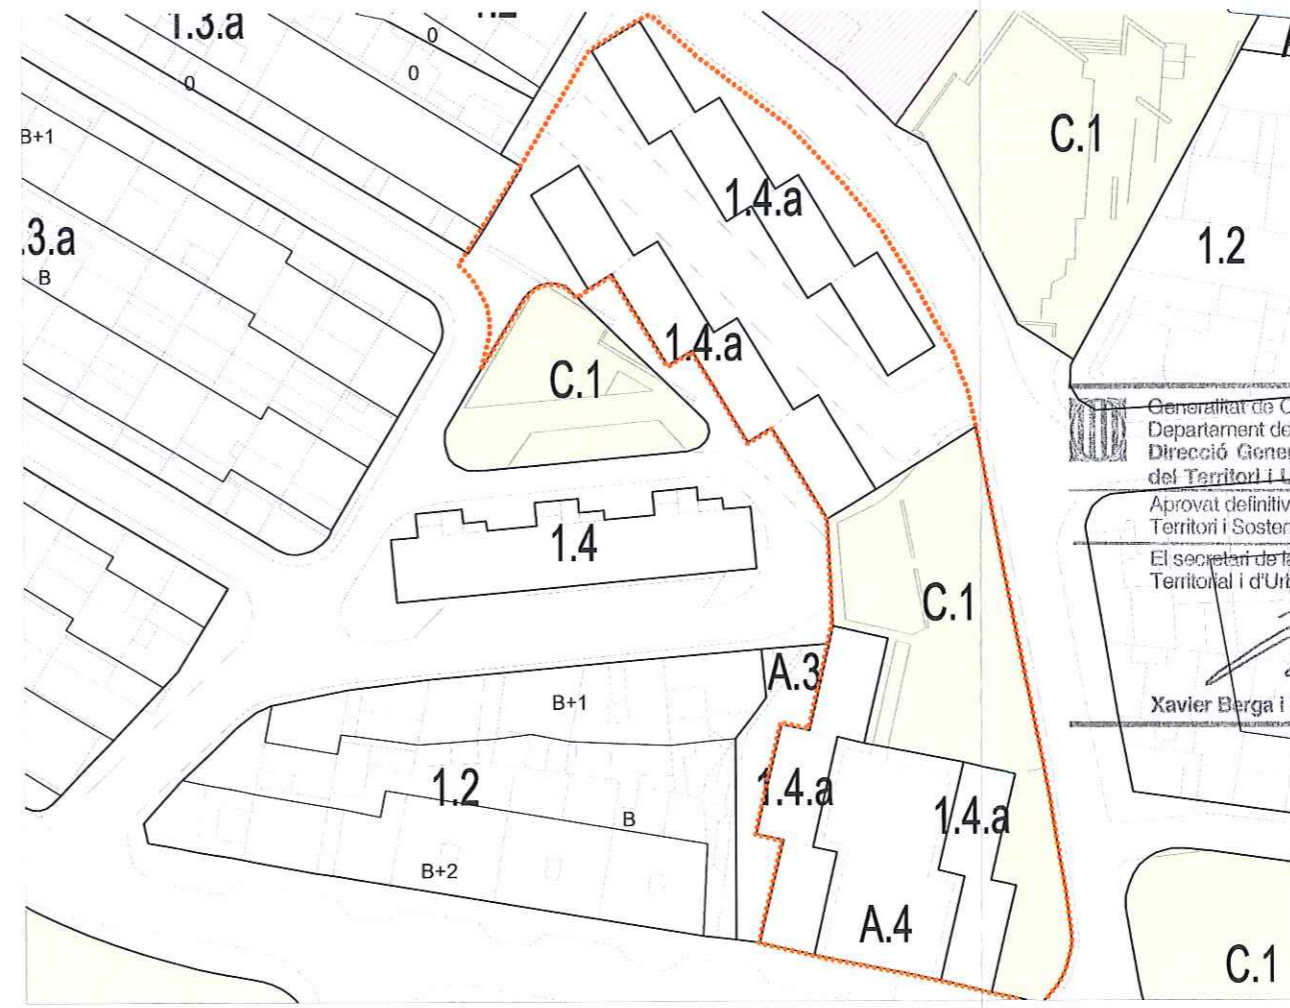 1.3.a
0
0
0
B+1
C.1
1.4.a
1.2
.3.a
B
1.4.a
C.1
Generalitat de C
Departament de
Direcció Gener
del Territori i U
Aprovat definitiv
Territori i Sosten
El secretari de la
Territorial i d'Urb
1.4
C.1
A.3
B+1
Xavier Berga i
1.2
1.4.a
B
1.4.a
B+2
A.4
C.1